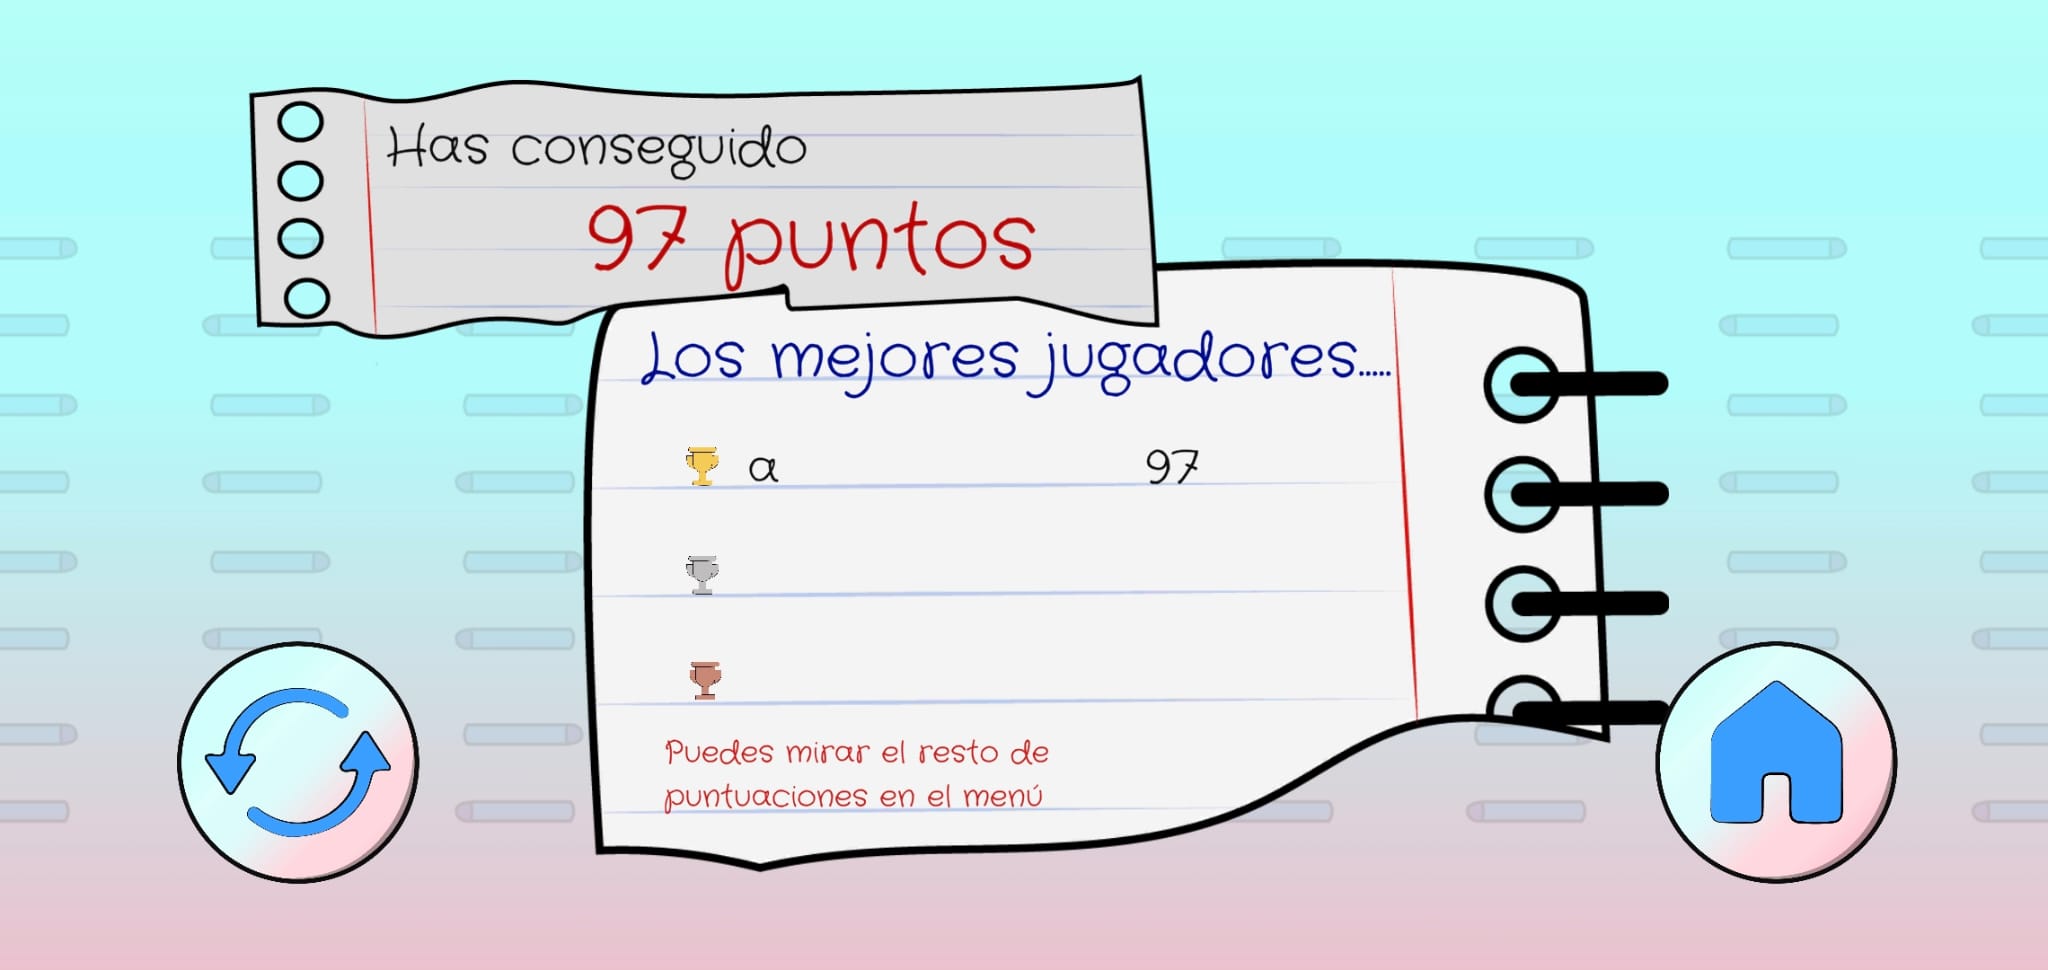 Has conseguido
97 puntos
Los mejores jugadores.....
a 97
Puedes mirar el resto de
puntuaciones en el menú